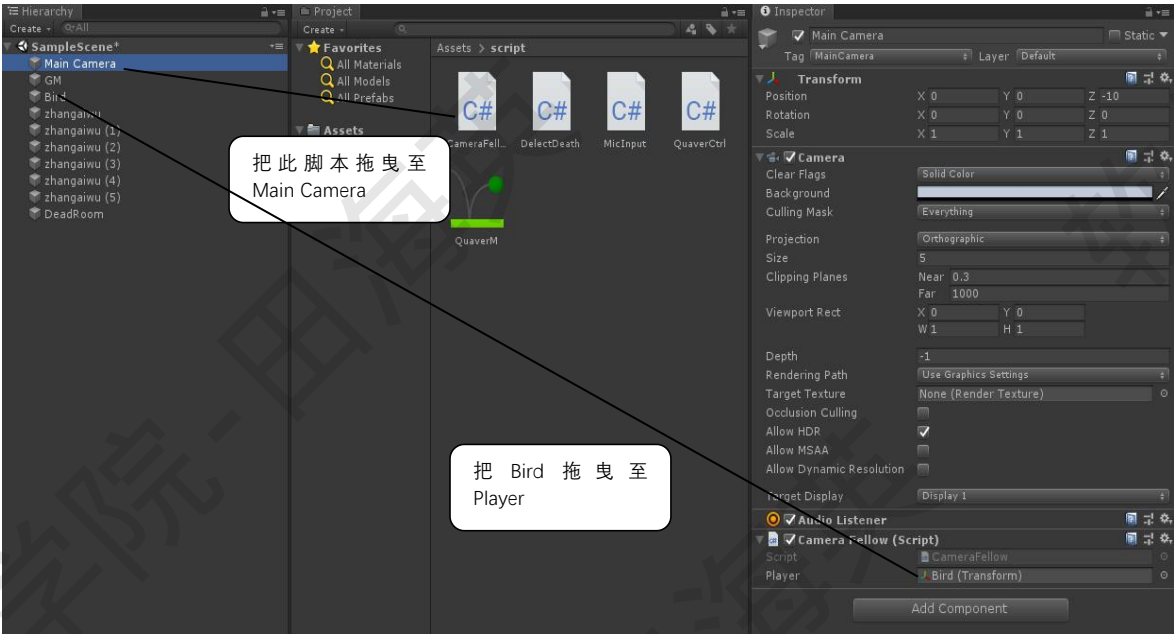 Hierarchy
Create
All
SampleScene*
Main Camera
GM
Bird
zhangaiwu
zhangaiwu (1)
zhangaiwu (2)
zhangaiwu (3)
zhangaiwu (4)
zhangaiwu (5)
DeadRoom
Project
Create
Favorites
All Materials
All Models
All Prefabs
Assets
Assets > script
C# C# C# C#
CameraFell... DelectDeath MicInput QuaverCtrl
QuaverM
把此脚本拖曳至
Main Camera
把 Bird 拖曳至
Player
Inspector
Main Camera Static
Tag MainCamera Layer Default
Transform
Position X 0 Y 0 Z -10
Rotation X 0 Y 0 Z 0
Scale X 1 Y 1 Z 1
Camera
Clear Flags Solid Color
Background
Culling Mask Everything
Projection Orthographic
Size 5
Clipping Planes Near 0.3
Far 1000
Viewport Rect X 0 Y 0
W 1 H 1
Depth -1
Rendering Path Use Graphics Settings
Target Texture None (Render Texture)
Occlusion Culling
Allow HDR
Allow MSAA
Allow Dynamic Resolution
Target Display Display 1
Audio Listener
Camera Fellow (Script)
Script CameraFellow
Player Bird (Transform)
Add Component